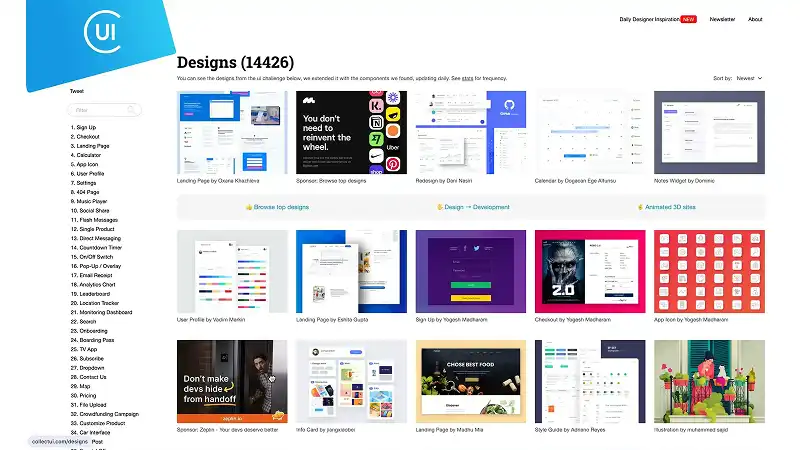 UI
Daily Designer Inspiration NEW
Newsletter
About
Designs (14426)
You can see the designs from the ui challenge below, we extended it with the components we found, updating daily. See stats for frequency.
Sort by: Newest
Tweet
Filter
1. Sign Up
2. Checkout
3. Landing Page
4. Calculator
5. App Icon
6. User Profile
7. Settings
8. 404 Page
9. Music Player
10. Social Share
11. Flash Messages
12. Single Product
13. Direct Messaging
14. Countdown Timer
15. On/Off Switch
16. Pop-Up / Overlay
17. Email Receipt
18. Analytics Chart
19. Leaderboard
20. Location Tracker
21. Monitoring Dashboard
22. Search
23. Onboarding
24. Boarding Pass
25. TV App
26. Subscribe
27. Dropdown
28. Contact Us
29. Map
30. Pricing
31. File Upload
32. Crowdfunding Campaign
33. Customize Product
34. Car Interface
Post
collectui.com/designs
You don't
need to
reinvent the
wheel.
Uber
GitHub
Landing Page by Oxana Khazhieva
Sponsor: Browse top designs
Redesign by Dani Nasiri
Calendar by Dogacan Ege Altunsu
Notes Widget by Dominic
Browse top designs
Design → Development
Animated 3D sites
2.0
User Profile by Vadim Markin
Landing Page by Eshita Gupta
Sign Up by Yogesh Madharam
Checkout by Yogesh Madharam
App Icon by Yogesh Madharam
Don't make
devs hide
from handoff
CHOSE BEST FOOD
Sponsor: Zeplin - Your devs deserve better
Info Card by jiangxiaobei
Landing Page by Madhu Mia
Style Guide by Adriano Reyes
Illustration by muhammed sajid